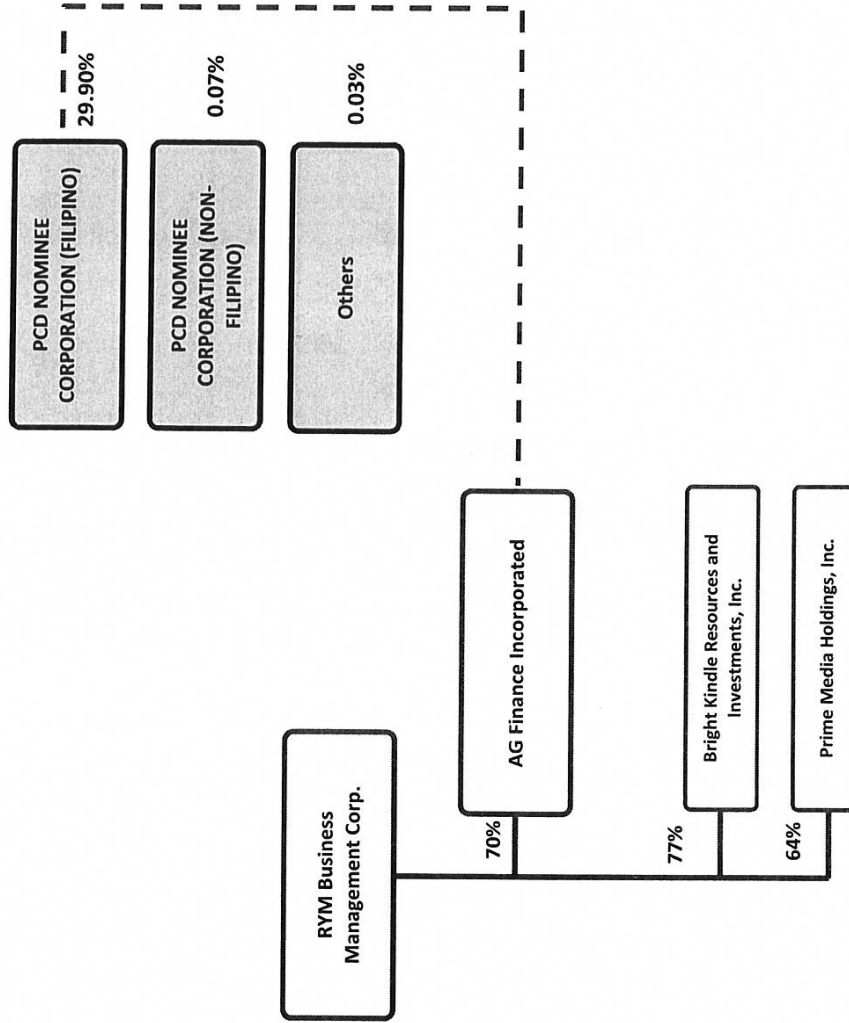 PCD NOMINEE
CORPORATION (FILIPINO)
29.90%
PCD NOMINEE
CORPORATION (NON-
FILIPINO)
0.07%
Others
0.03%
RYM Business
Management Corp.
70%
AG Finance Incorporated
77%
Bright Kindle Resources and
Investments, Inc.
64%
Prime Media Holdings, Inc.